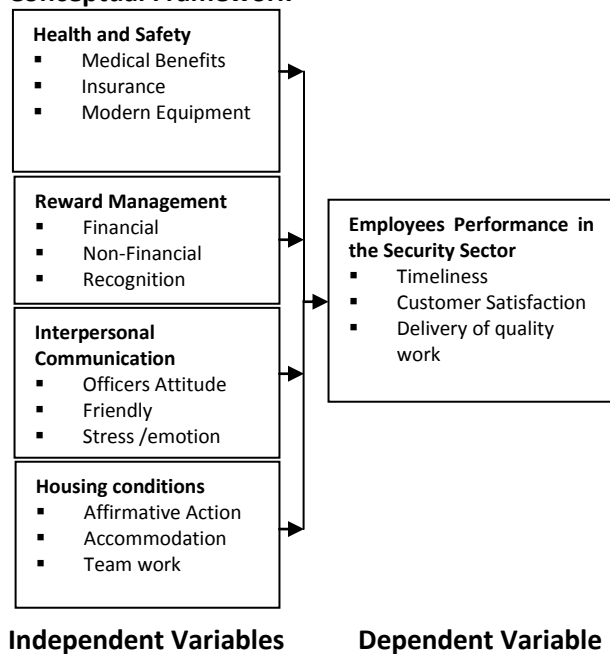 Conceptual Framework
Health and Safety
▪ Medical Benefits
▪ Insurance
▪ Modern Equipment
Reward Management
▪ Financial
▪ Non-Financial
▪ Recognition
Interpersonal
Communication
▪ Officers Attitude
▪ Friendly
▪ Stress /emotion
Housing conditions
▪ Affirmative Action
▪ Accommodation
▪ Team work
Employees Performance in
the Security Sector
▪ Timeliness
▪ Customer Satisfaction
▪ Delivery of quality
work
Independent Variables
Dependent Variable